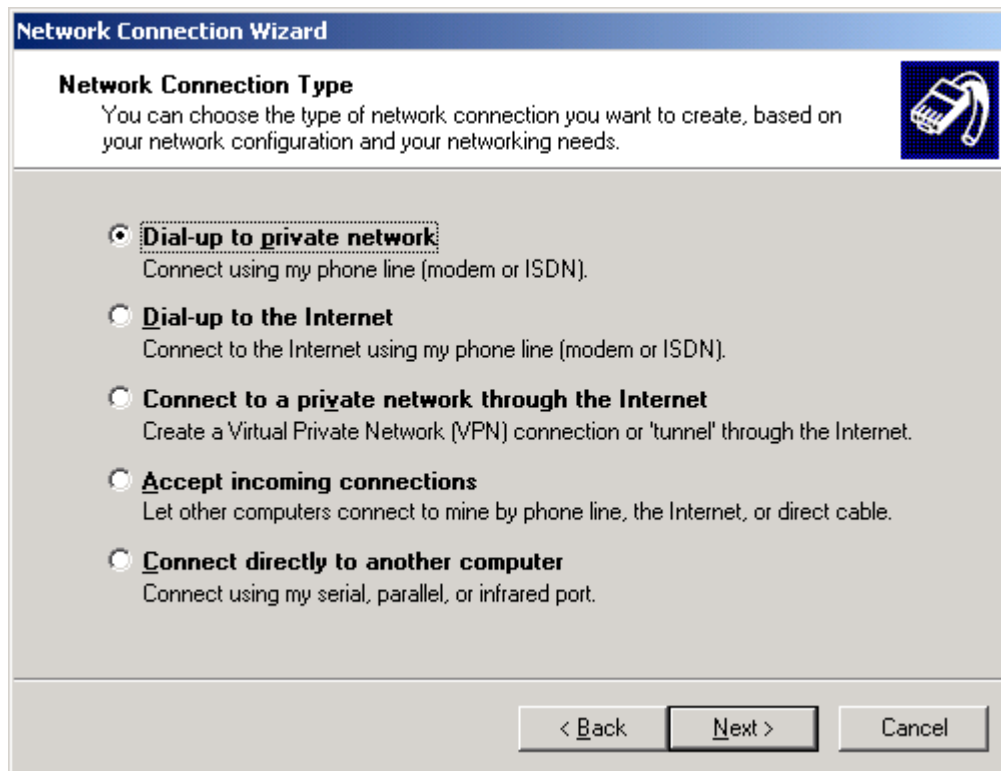 Network Connection Wizard
Network Connection Type
You can choose the type of network connection you want to create, based on
your network configuration and your networking needs.
Dial-up to private network
Connect using my phone line (modem or ISDN).
Dial-up to the Internet
Connect to the Internet using my phone line (modem or ISDN).
Connect to a private network through the Internet
Create a Virtual Private Network (VPN) connection or 'tunnel' through the Internet.
Accept incoming connections
Let other computers connect to mine by phone line, the Internet, or direct cable.
Connect directly to another computer
Connect using my serial, parallel, or infrared port.
< Back Next > Cancel